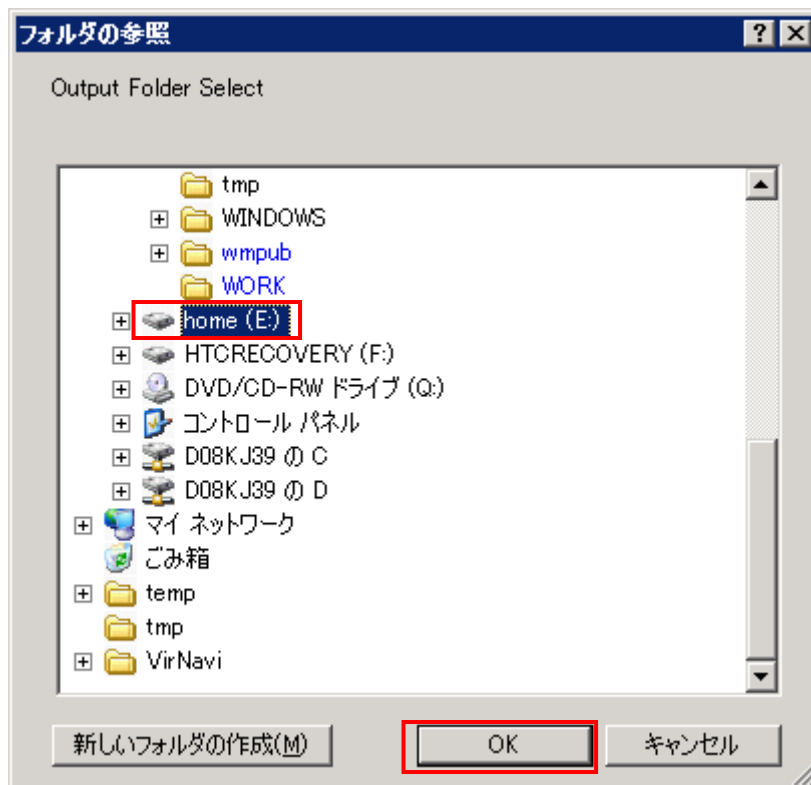 フォルダの参照
Output Folder Select
tmp
WINDOWS
wmpub
WORK
home (E:)
HTCRECOVERY (F:)
DVD/CD-RW ドライブ (Q:)
コントロール パネル
D08KJ39 の C
D08KJ39 の D
マイ ネットワーク
ごみ箱
temp
tmp
VirNavi
新しいフォルダの作成(M) OK キャンセル